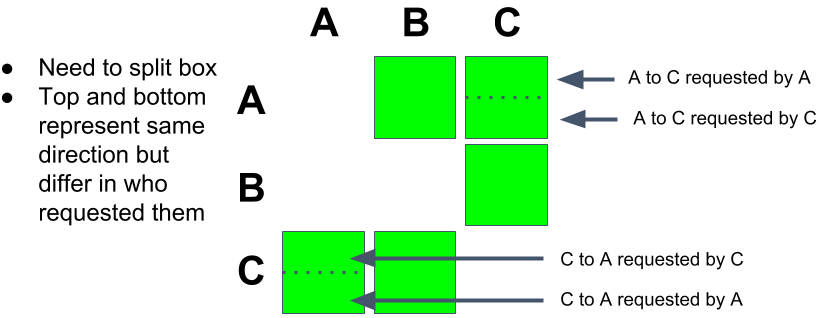 A B C
● Need to split box
● Top and bottom
represent same
direction but
differ in who
requested them
A
A to C requested by A
A to C requested by C
B
C
C to A requested by C
C to A requested by A